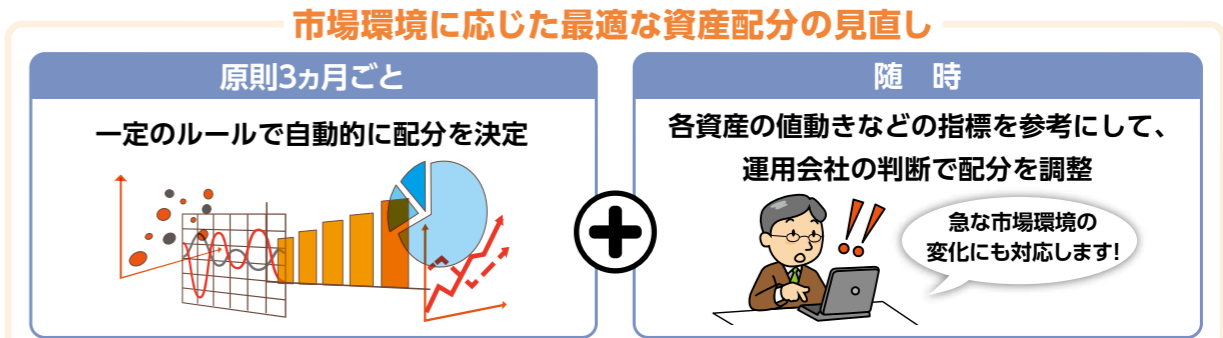 市場環境に応じた最適な資産配分の見直し
原則3ヵ月ごと
一定のルールで自動的に配分を決定
随 時
各資産の値動きなどの指標を参考にして、
運用会社の判断で配分を調整
急な市場環境の
変化にも対応します!